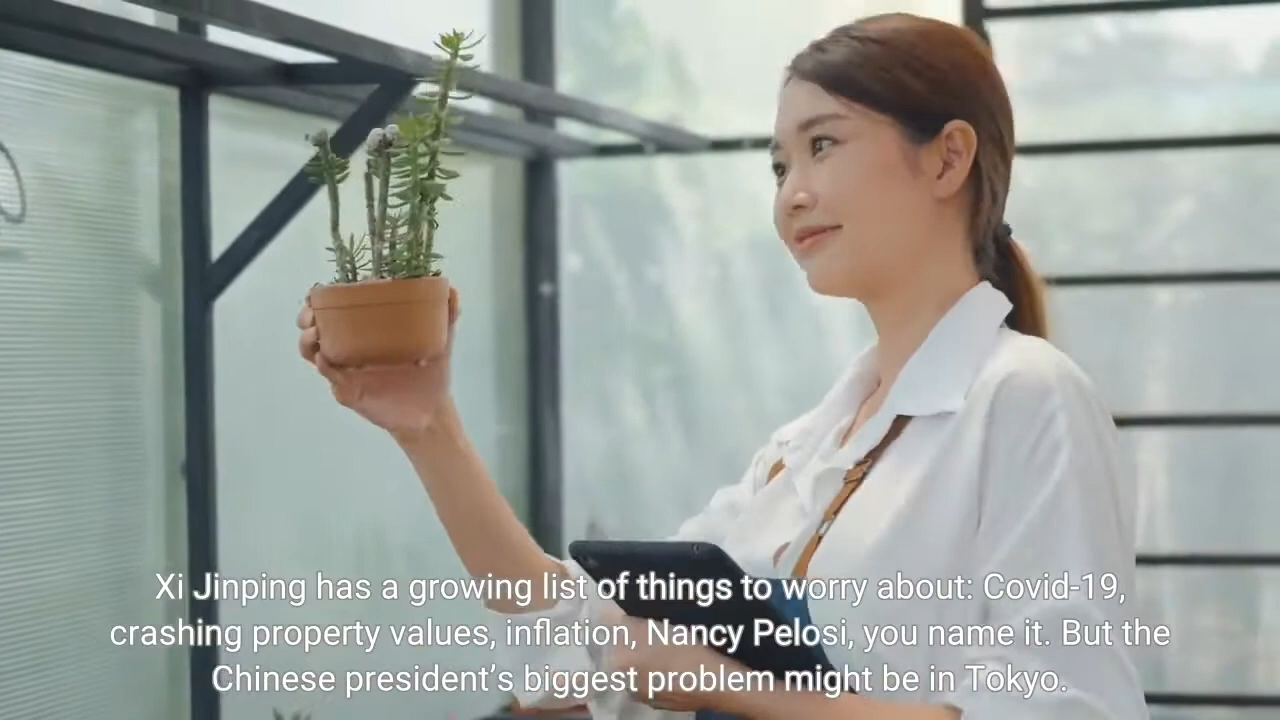 Xi Jinping has a growing list of things to worry about: Covid-19,
crashing property values, inflation, Nancy Pelosi, you name it. But the
Chinese president’s biggest problem might be in Tokyo.